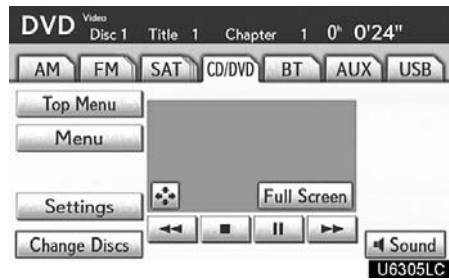 DVD Video Disc 1 Title 1 Chapter 1 0h 0'24"
AM FM SAT CD/DVD BT AUX USB
Top Menu
Menu
Full Screen
Settings
Change Discs
Sound
U6305LC